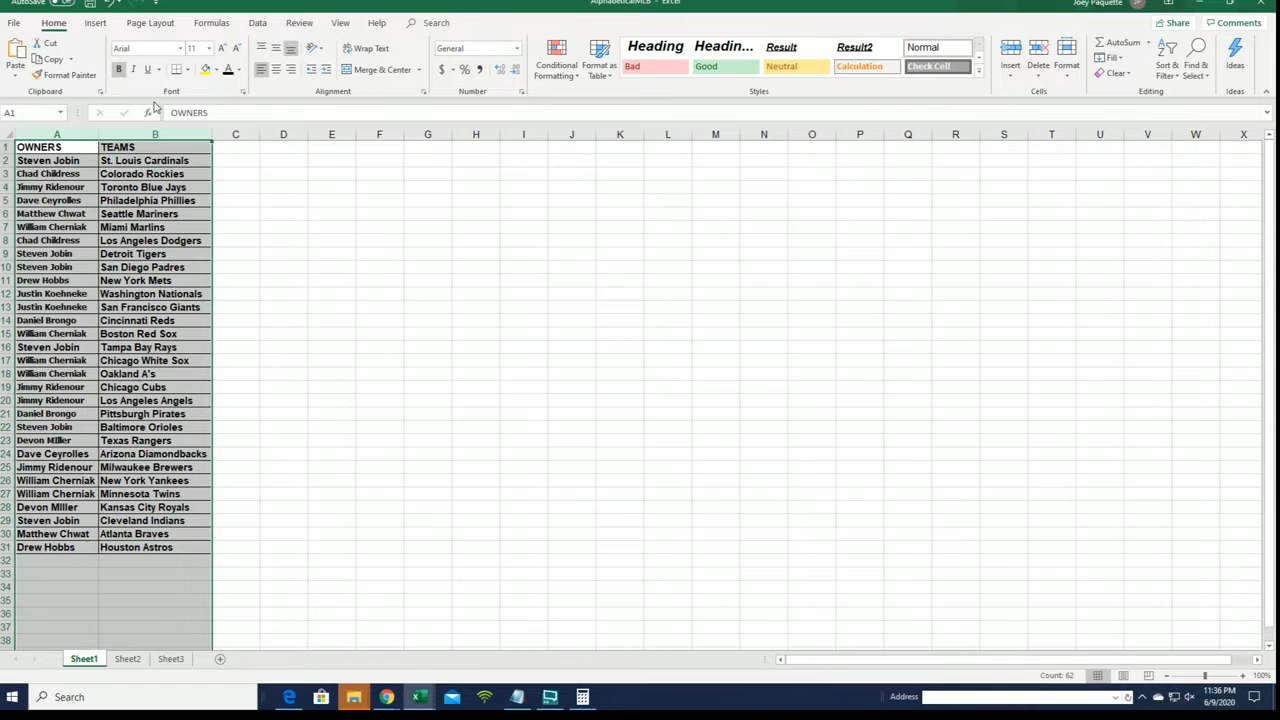 AutoSave
AlphabeticalMLB - Excel
Joey Paquette
JP
File Home Insert Page Layout Formulas Data Review View Help Search
Share Comments
Paste
Cut
Copy
Format Painter
Clipboard
Arial 11
B I U
Font
Wrap Text
Merge & Center
Alignment
General
$ % ,
Number
Conditional Formatting
Format as Table
Heading Headin... Result Result2 Normal
Bad Good Neutral Calculation Check Cell
Styles
Insert Delete Format
Cells
AutoSum
Fill
Clear
Sort & Filter
Find & Select
Editing
Ideas
Ideas
A1 fx OWNERS
A B C D E F G H I J K L M N O P Q R S T U V W X
1 OWNERS TEAMS
2 Steven Jobin St. Louis Cardinals
3 Chad Childress Colorado Rockies
4 Jimmy Ridenour Toronto Blue Jays
5 Dave Ceyrolles Philadelphia Phillies
6 Matthew Chwat Seattle Mariners
7 William Cherniak Miami Marlins
8 Chad Childress Los Angeles Dodgers
9 Steven Jobin Detroit Tigers
10 Steven Jobin San Diego Padres
11 Drew Hobbs New York Mets
12 Justin Koehneke Washington Nationals
13 Justin Koehneke San Francisco Giants
14 Daniel Brongo Cincinnati Reds
15 William Cherniak Boston Red Sox
16 Steven Jobin Tampa Bay Rays
17 William Cherniak Chicago White Sox
18 William Cherniak Oakland A's
19 Jimmy Ridenour Chicago Cubs
20 Jimmy Ridenour Los Angeles Angels
21 Daniel Brongo Pittsburgh Pirates
22 Steven Jobin Baltimore Orioles
23 Devon MIller Texas Rangers
24 Dave Ceyrolles Arizona Diamondbacks
25 Jimmy Ridenour Milwaukee Brewers
26 William Cherniak New York Yankees
27 William Cherniak Minnesota Twins
28 Devon MIller Kansas City Royals
29 Steven Jobin Cleveland Indians
30 Matthew Chwat Atlanta Braves
31 Drew Hobbs Houston Astros
32
33
34
35
36
37
38
Sheet1 Sheet2 Sheet3
Count: 62 100%
Search
Address
11:36 PM
6/9/2020